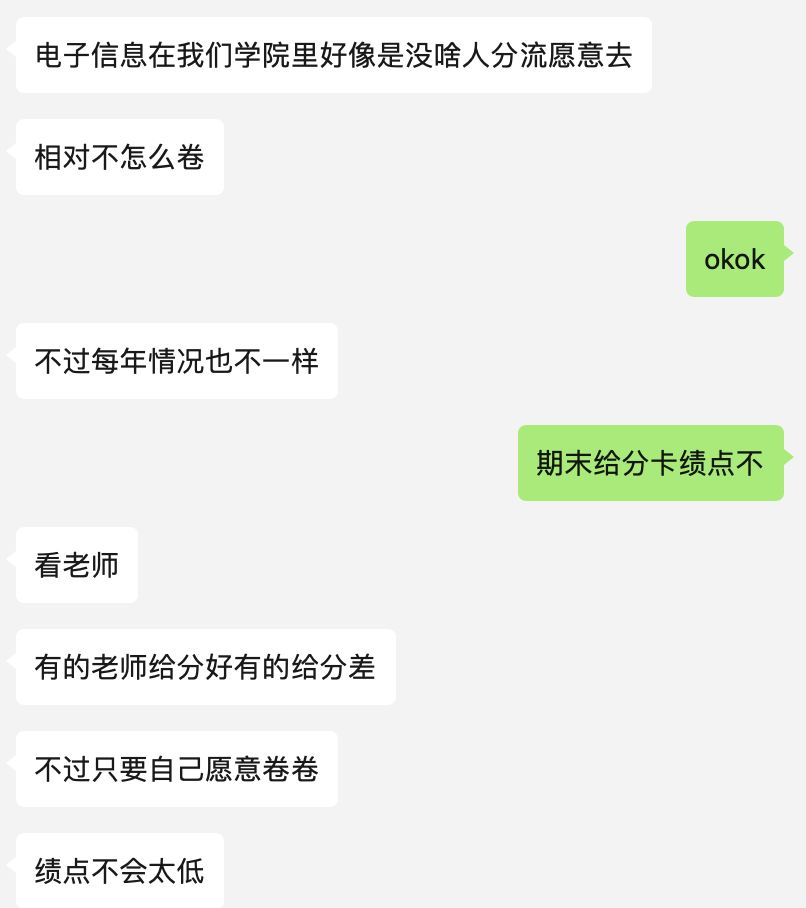 电子信息在我们学院里好像是没啥人分流愿意去
相对不怎么卷
okok
不过每年情况也不一样
期末给分卡绩点不
看老师
有的老师给分好有的给分差
不过只要自己愿意卷卷
绩点不会太低